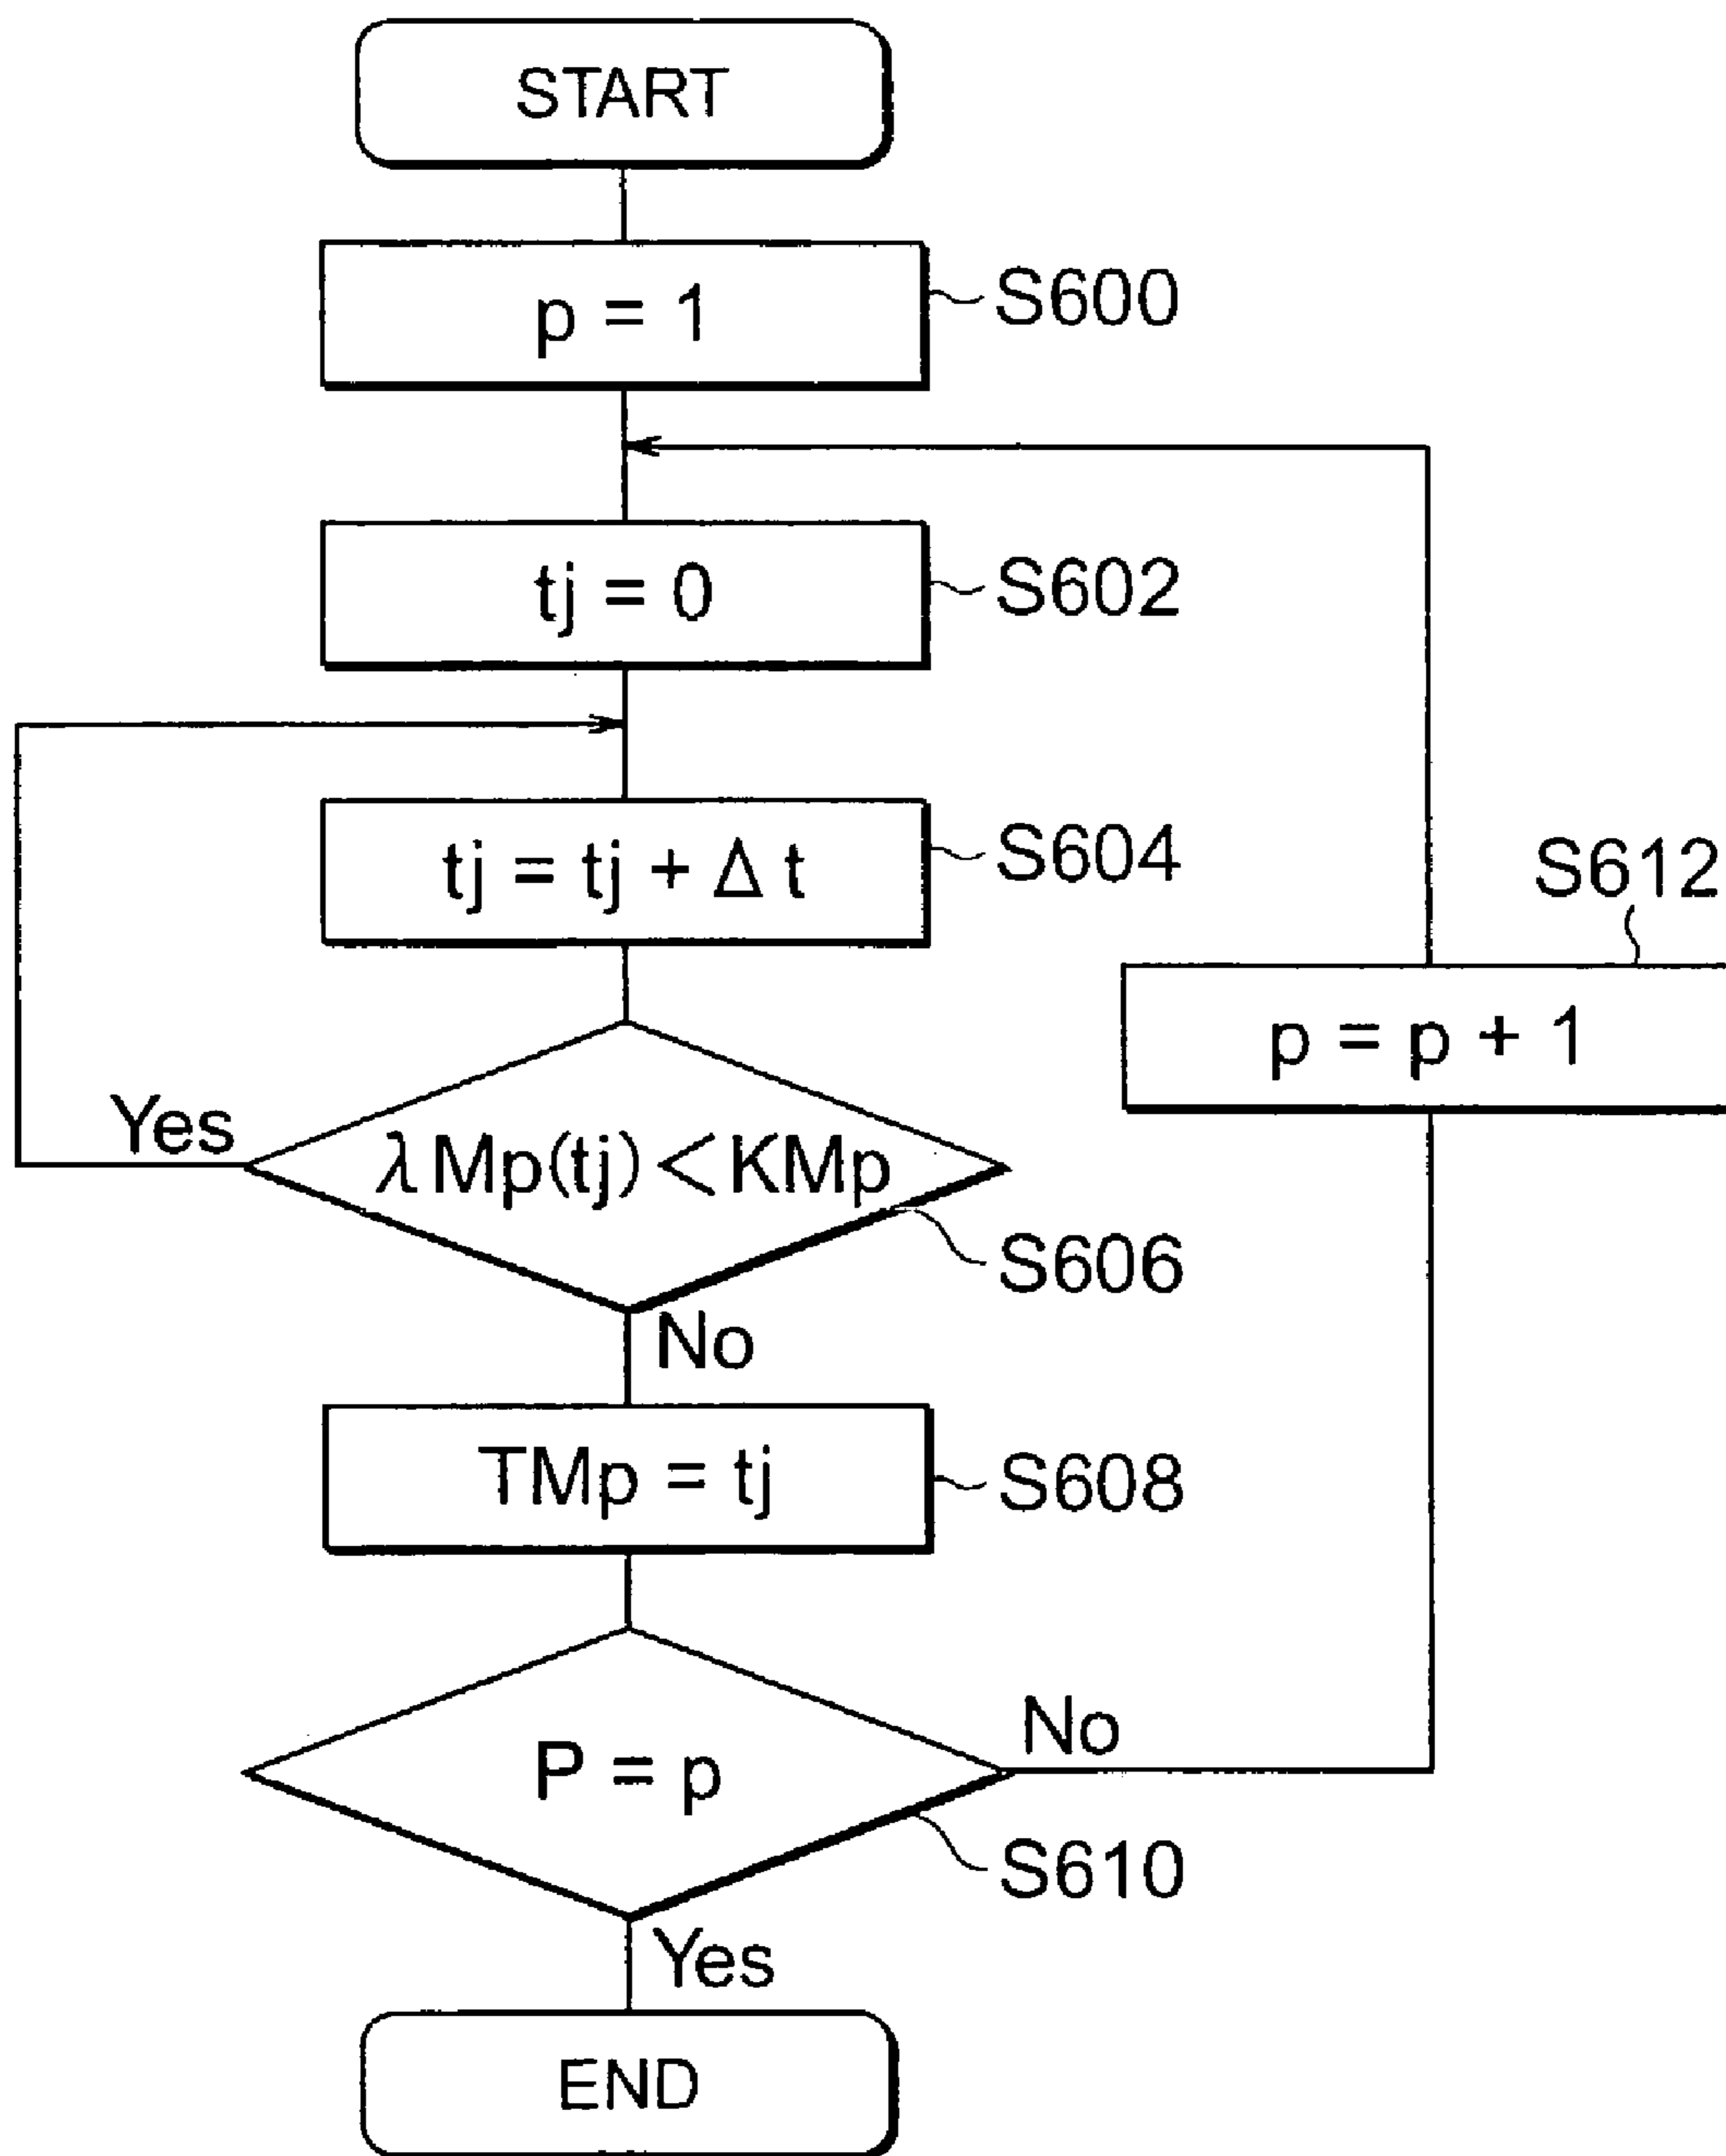 START
p = 1
S600
tj = 0
S602
tj = tj + Δ t
S604
S612
p = p + 1
Yes
λ Mp(tj) < KMp
S606
No
TMp = tj
S608
P = p
No
S610
Yes
END